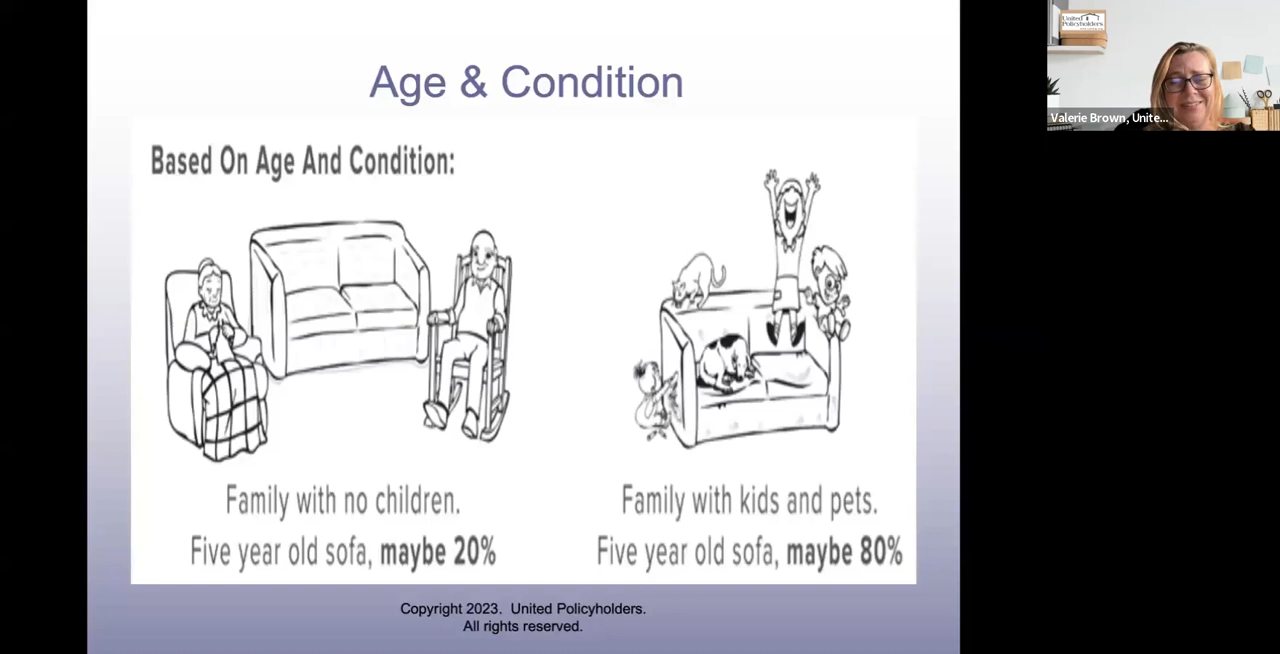 Age & Condition
Based On Age And Condition:
Family with no children.
Five year old sofa, maybe 20%
Family with kids and pets.
Five year old sofa, maybe 80%
Copyright 2023. United Policyholders.
All rights reserved.
United
Policyholders
Valerie Brown, Unite...